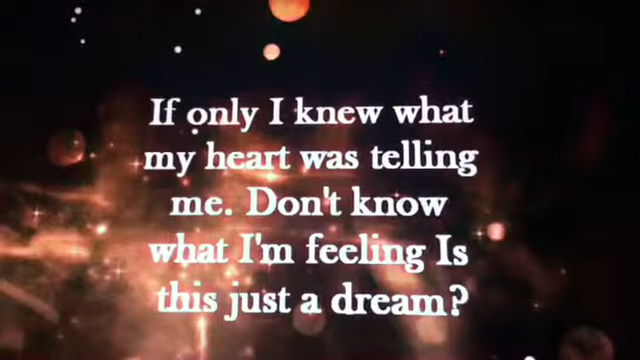 If only I knew what
my heart was telling
me. Don't know
what I'm feeling Is
this just a dream?